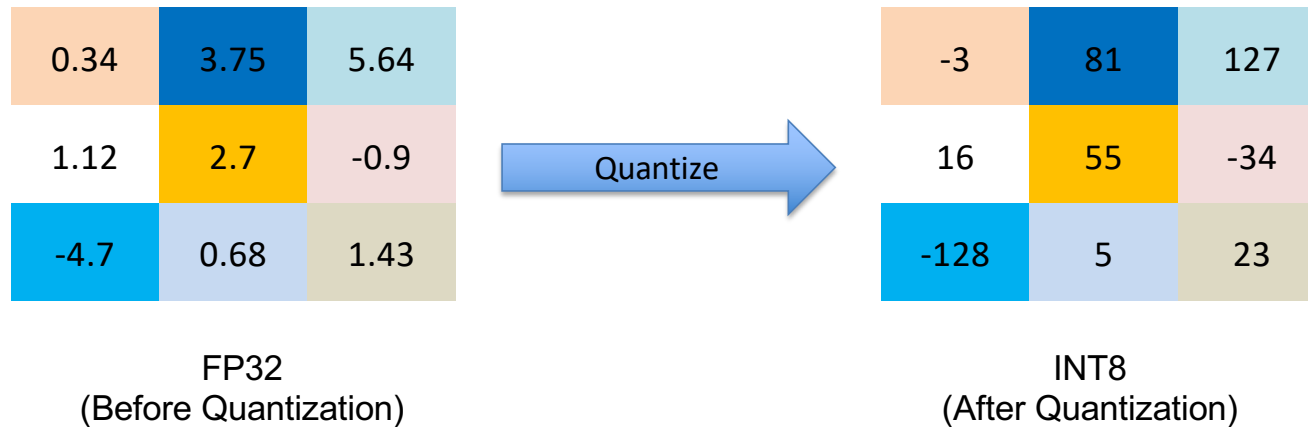 0.34 3.75 5.64 -3 81 127
1.12 2.7 -0.9 Quantize 16 55 -34
-4.7 0.68 1.43 -128 5 23
FP32 INT8
(Before Quantization) (After Quantization)